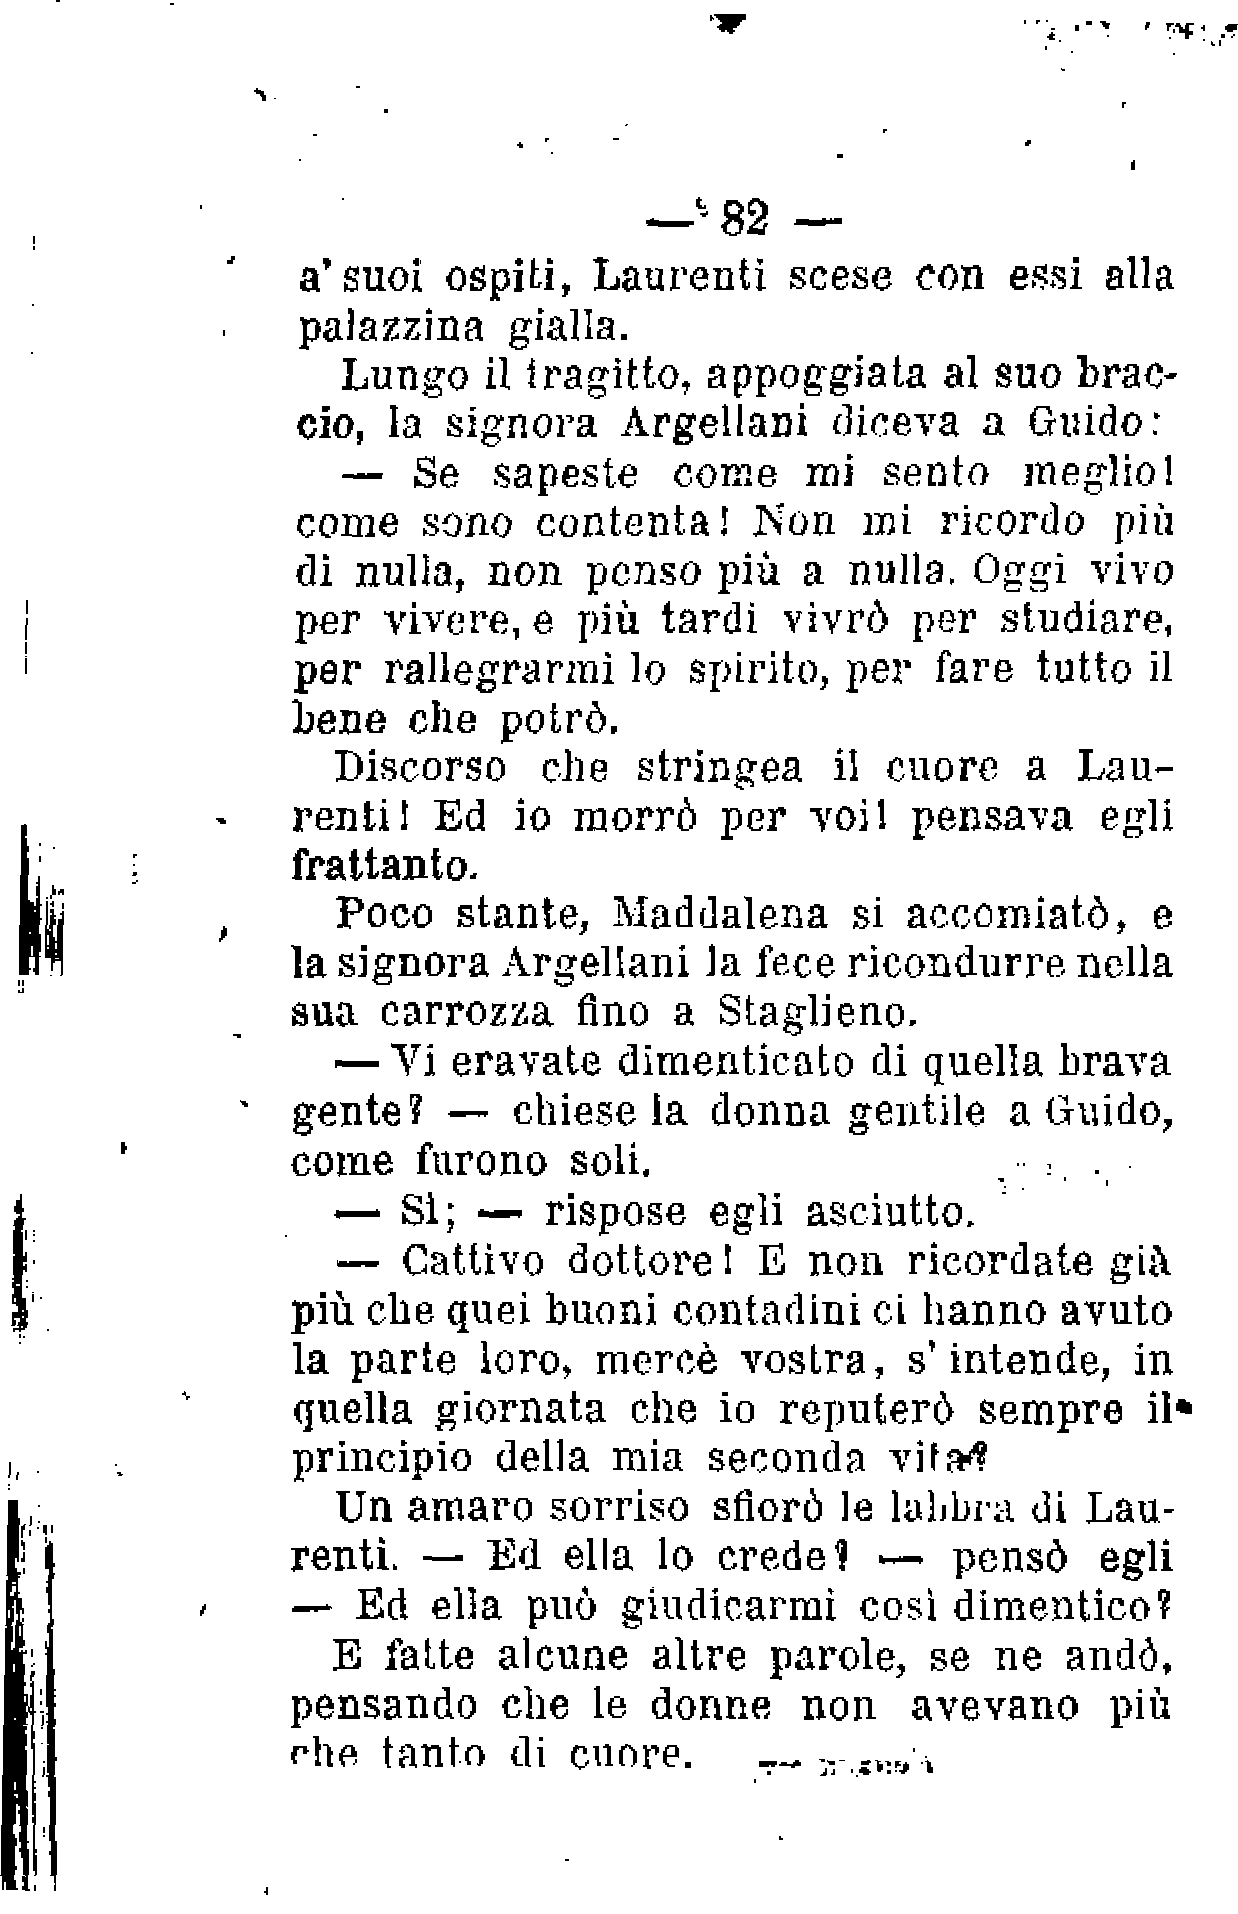 — 82 —
a' suoi ospiti, Laurenti scese con essi alla
palazzina gialla.
Lungo il tragitto, appoggiata al suo brac-
cio, la signora Argellani diceva a Guido:
— Se sapeste come mi sento meglio!
come sono contenta! Non mi ricordo più
di nulla, non penso più a nulla. Oggi vivo
per vivere, e più tardi vivrò per studiare,
per rallegrarmi lo spirito, per fare tutto il
bene che potrò.
Discorso che stringea il cuore a Lau-
renti! Ed io morrò per voi! pensava egli
frattanto.
Poco stante, Maddalena si accomiatò, e
la signora Argellani la fece ricondurre nella
sua carrozza fino a Staglieno.
— Vi eravate dimenticato di quella brava
gente? — chiese la donna gentile a Guido,
come furono soli.
— Sì; — rispose egli asciutto.
— Cattivo dottore! E non ricordate già
più che quei buoni contadini ci hanno avuto
la parte loro, mercè vostra, s' intende, in
quella giornata che io reputerò sempre il
principio della mia seconda vita?
Un amaro sorriso sfiorò le labbra di Lau-
renti. — Ed ella lo crede? — pensò egli
— Ed ella può giudicarmi così dimentico?
E fatte alcune altre parole, se ne andò,
pensando che le donne non avevano più
che tanto di cuore.